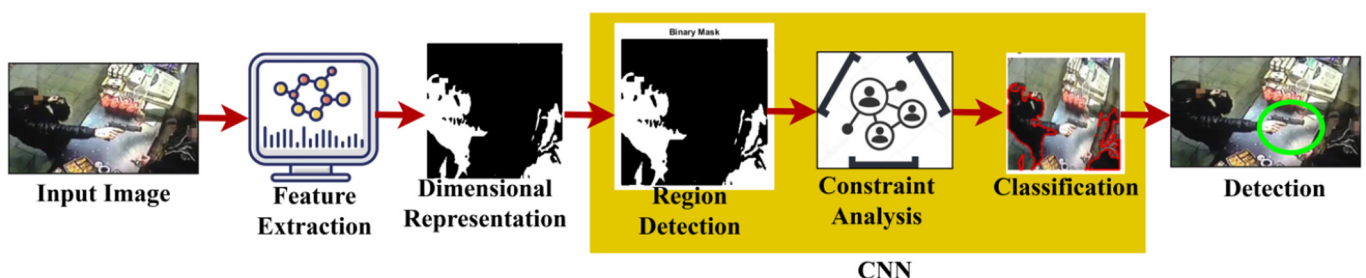 Binary Mask
Input Image
Feature
Extraction
Dimensional
Representation
Region
Detection
Constraint
Analysis
Classification
Detection
CNN